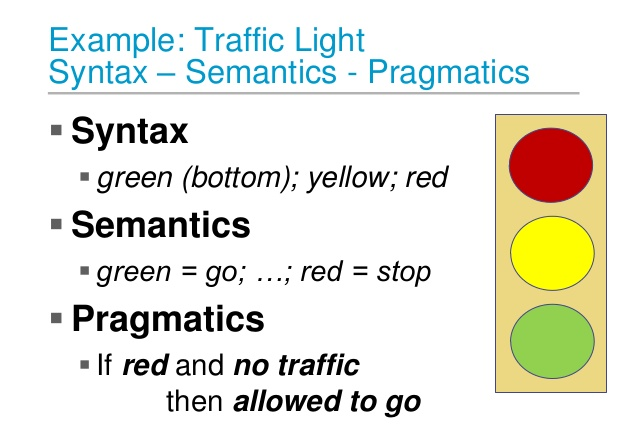 Example: Traffic Light
Syntax – Semantics - Pragmatics
▪ Syntax
▪ green (bottom); yellow; red
▪ Semantics
▪ green = go; …; red = stop
▪ Pragmatics
▪ If red and no traffic
then allowed to go